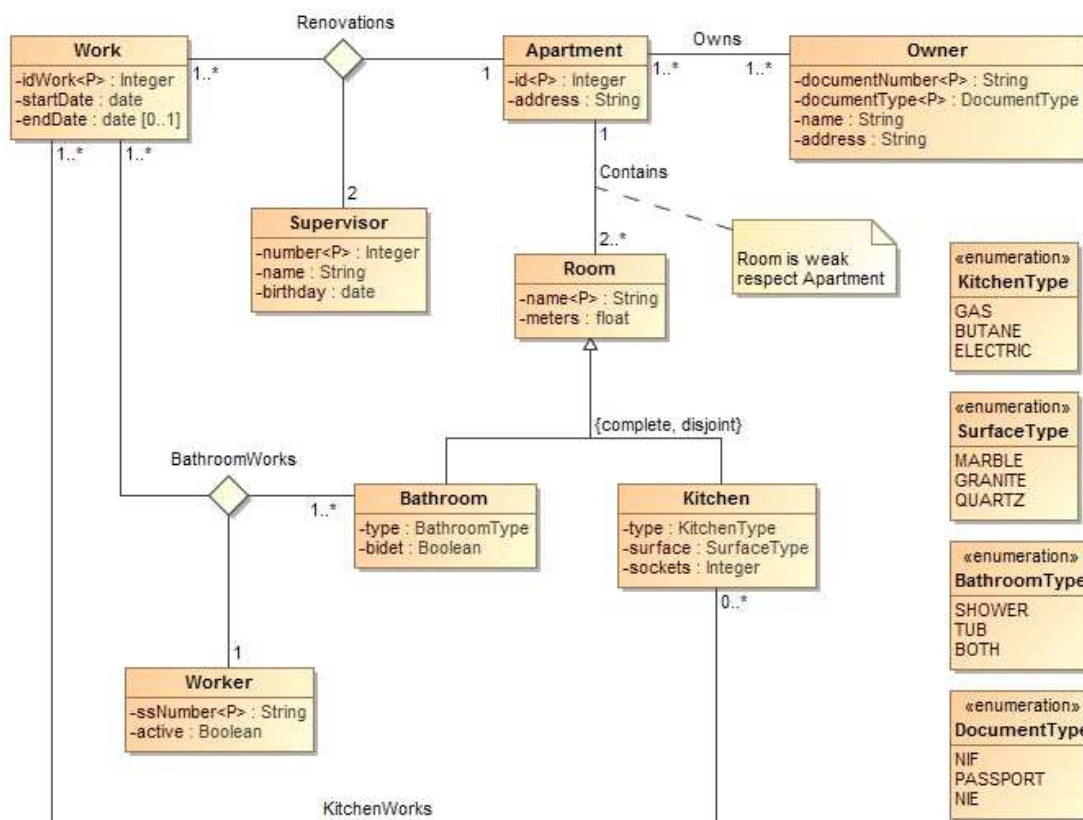 Renovations
Work
-idWork<P> : Integer
-startDate : date
-endDate : date [0..1]
1..*
1
Apartment
-id<P> : Integer
-address : String
Owns
1..*
1..*
Owner
-documentNumber<P> : String
-documentType<P> : DocumentType
-name : String
-address : String
1..*
1..*
1
Contains
2
2..*
Supervisor
-number<P> : Integer
-name : String
-birthday : date
Room is weak
respect Apartment
Room
-name<P> : String
-meters : float
«enumeration»
KitchenType
GAS
BUTANE
ELECTRIC
{complete, disjoint}
«enumeration»
SurfaceType
MARBLE
GRANITE
QUARTZ
BathroomWorks
1..*
Bathroom
-type : BathroomType
-bidet : Boolean
Kitchen
-type : KitchenType
-surface : SurfaceType
-sockets : Integer
0..*
«enumeration»
BathroomType
SHOWER
TUB
BOTH
1
Worker
-ssNumber<P> : String
-active : Boolean
«enumeration»
DocumentType
NIF
PASSPORT
NIE
KitchenWorks